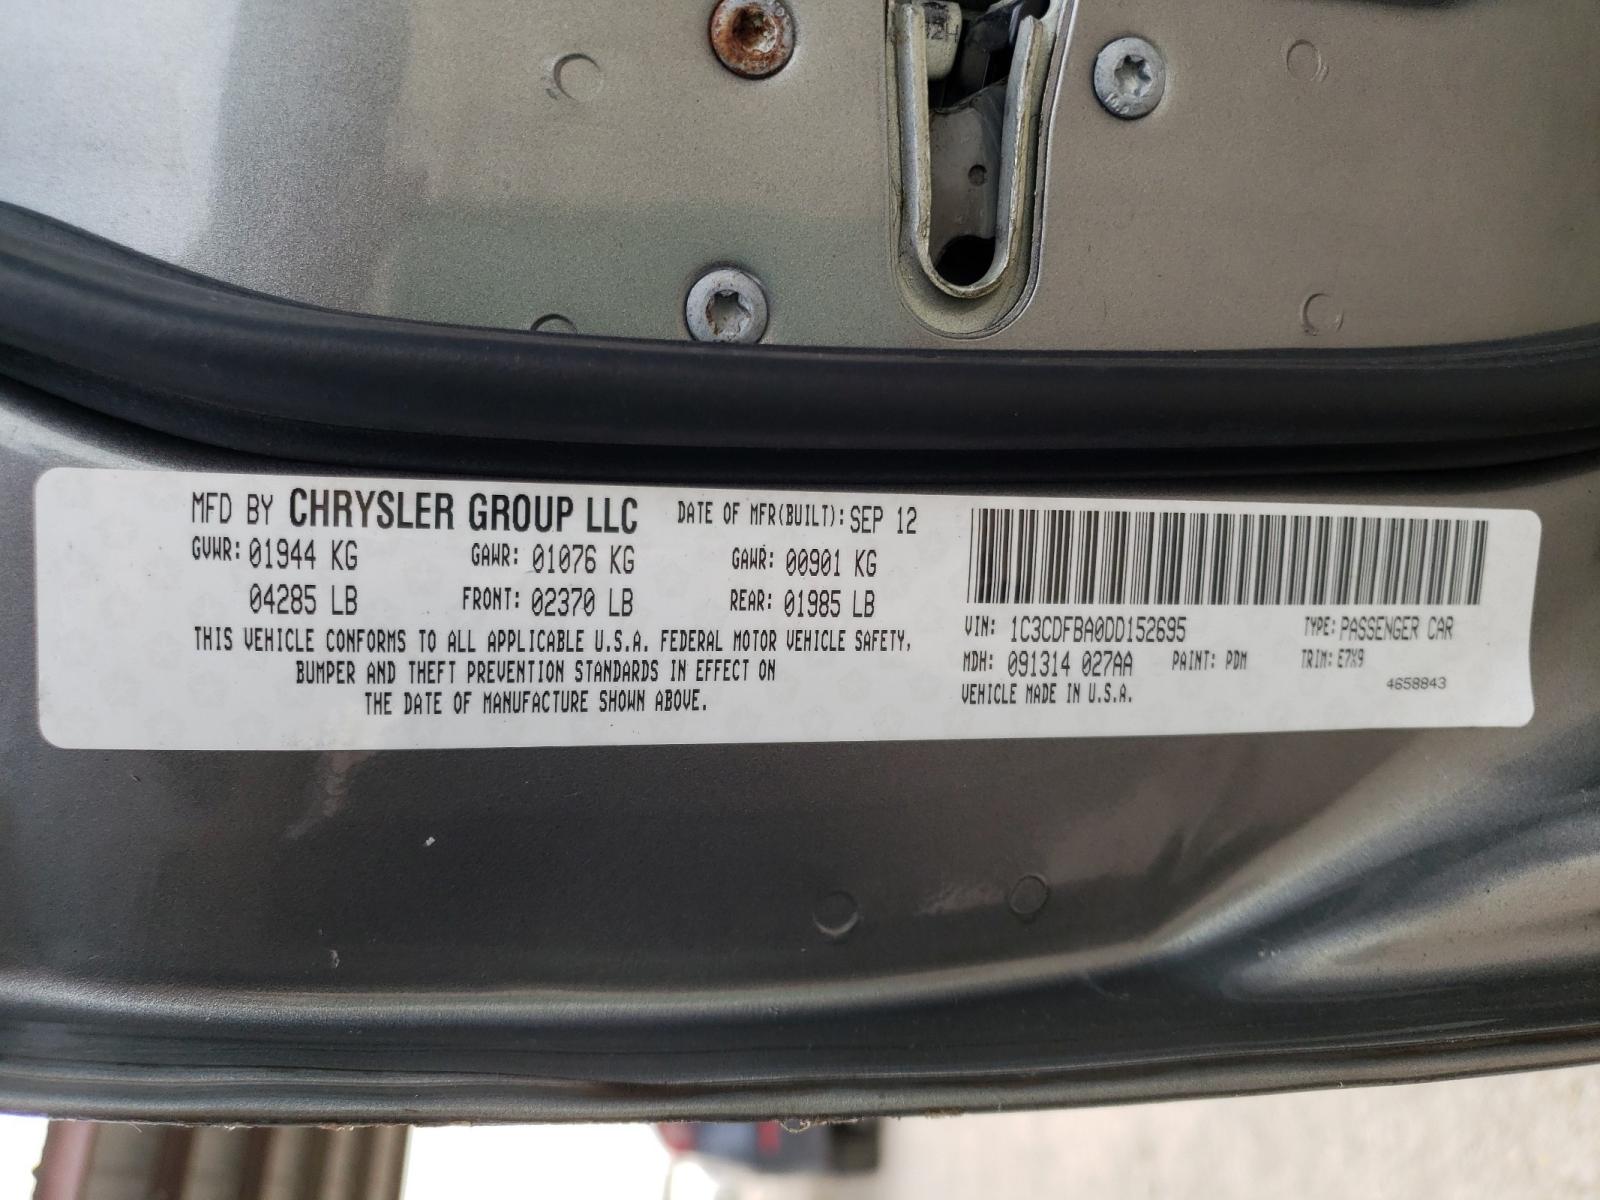 MFD BY CHRYSLER GROUP LLC DATE OF MFR(BUILT): SEP 12
GVWR: 01944 KG GAWR: 01076 KG GAWR: 00901 KG
04285 LB FRONT: 02370 LB REAR: 01985 LB
THIS VEHICLE CONFORMS TO ALL APPLICABLE U.S.A. FEDERAL MOTOR VEHICLE SAFETY,
BUMPER AND THEFT PREVENTION STANDARDS IN EFFECT ON
THE DATE OF MANUFACTURE SHOWN ABOVE.
VIN: 1C3CDFBA0DD152695 TYPE: PASSENGER CAR
MDH: 091314 027AA PAINT: PDM TRIM: E7X9
4658843
VEHICLE MADE IN U.S.A.